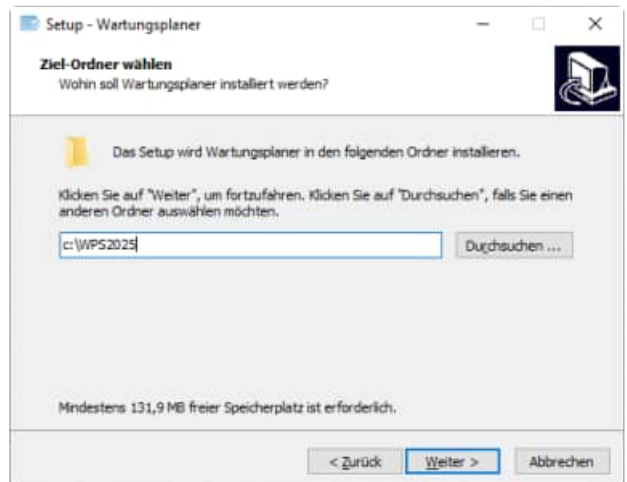 Setup - Wartungsplaner
Ziel-Ordner wählen
Wohin soll Wartungsplaner installiert werden?
Das Setup wird Wartungsplaner in den folgenden Ordner installieren.
Klicken Sie auf "Weiter", um fortzufahren. Klicken Sie auf "Durchsuchen", falls Sie einen
anderen Ordner auswählen möchten.
c:\WPS2025
Durchsuchen ...
Mindestens 131,9 MB freier Speicherplatz ist erforderlich.
< Zurück Weiter > Abbrechen